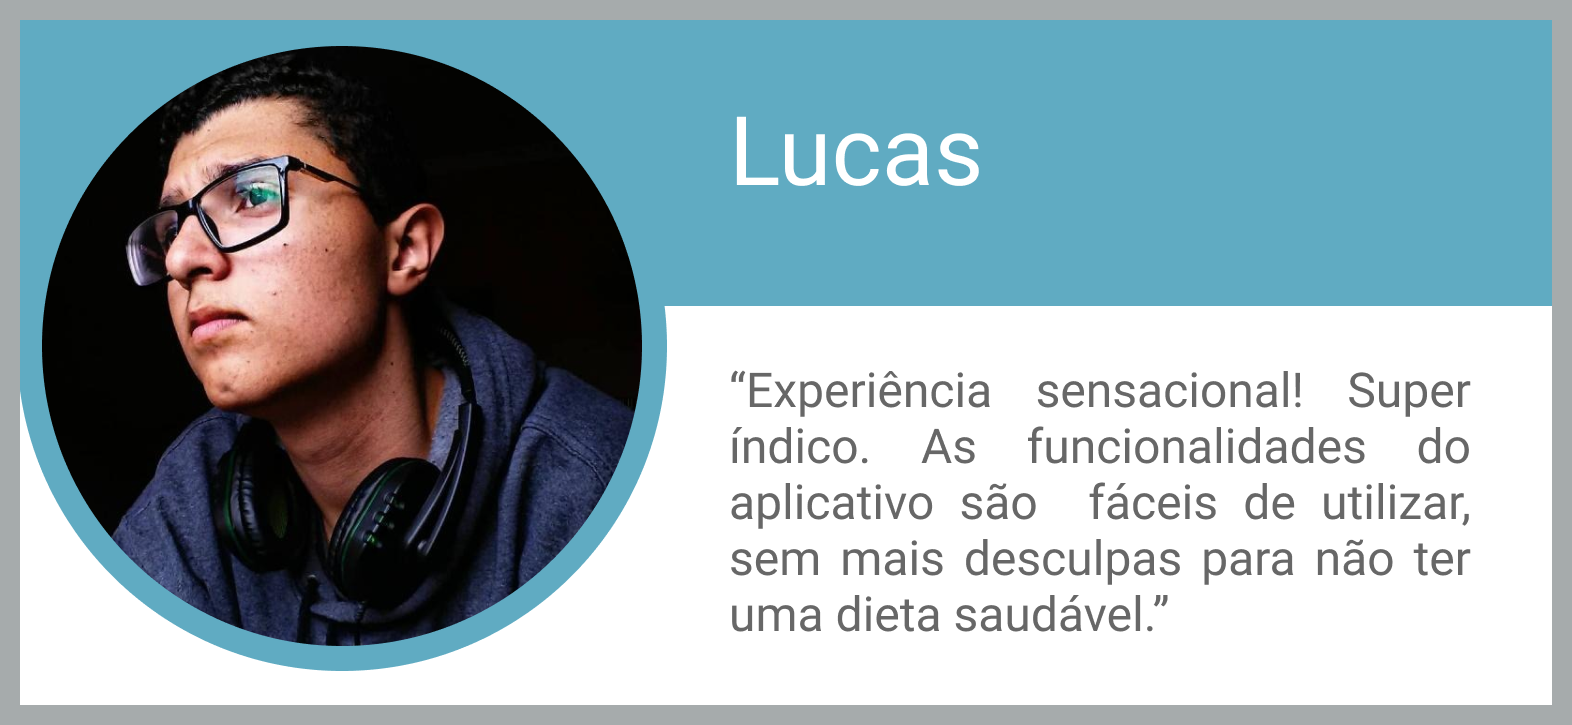 Lucas
“Experiência sensacional! Super
índico. As funcionalidades do
aplicativo são fáceis de utilizar,
sem mais desculpas para não ter
uma dieta saudável.”